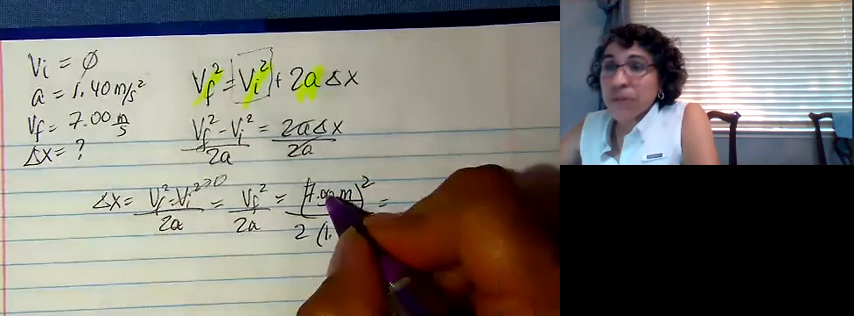 Vi = ∅
a = 1.40 m/s²
Vf = 7.00 m/s
Δx = ?
Vf² = Vi² + 2aΔx
Vf² - Vi² = 2aΔx
2a 2a
Δx = Vf² - Vi² →0 = Vf² = (7.00 m)² =
2a 2a 2 (1.